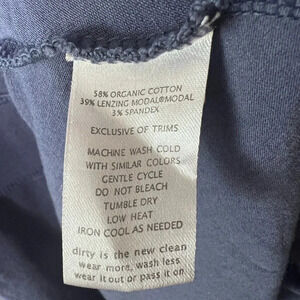 58% ORGANIC COTTON
39% LENZING MODAL®MODAL
3% SPANDEX
EXCLUSIVE OF TRIMS
MACHINE WASH COLD
WITH SIMILAR COLORS
GENTLE CYCLE
DO NOT BLEACH
TUMBLE DRY
LOW HEAT
IRON COOL AS NEEDED
dirty is the new clean
wear more, wash less
wear it out or pass it on